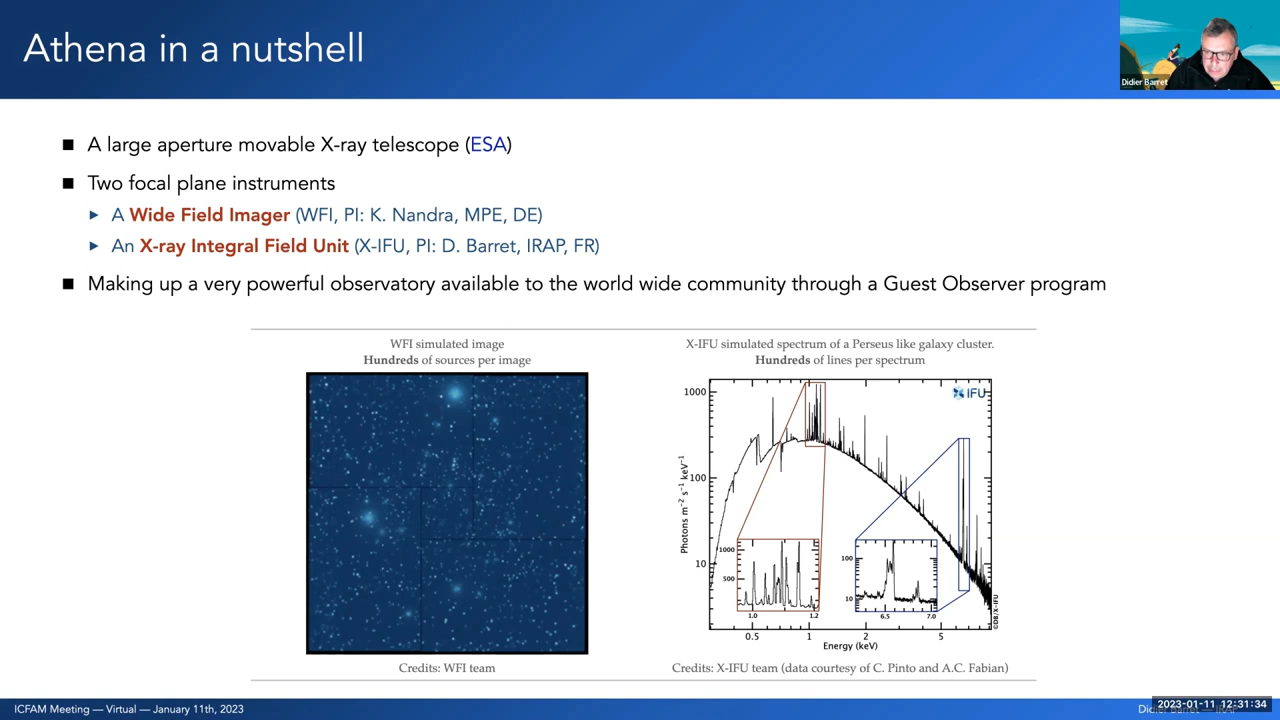 Athena in a nutshell
Didier Barret
■ A large aperture movable X-ray telescope (ESA)
■ Two focal plane instruments
► A Wide Field Imager (WFI, PI: K. Nandra, MPE, DE)
► An X-ray Integral Field Unit (X-IFU, PI: D. Barret, IRAP, FR)
■ Making up a very powerful observatory available to the world wide community through a Guest Observer program
WFI simulated image
Hundreds of sources per image
Credits: WFI team
X-IFU simulated spectrum of a Perseus like galaxy cluster.
Hundreds of lines per spectrum
IFU
1000
100
10
Photons m⁻² s⁻¹ keV⁻¹
1000
500
1.0 1.2
100
10
6.5 7.0
0.5 1 2 5
Energy (keV)
©DB/X-IFU
Credits: X-IFU team (data courtesy of C. Pinto and A.C. Fabian)
ICFAM Meeting — Virtual — January 11th, 2023
2023-01-11 12:31:34